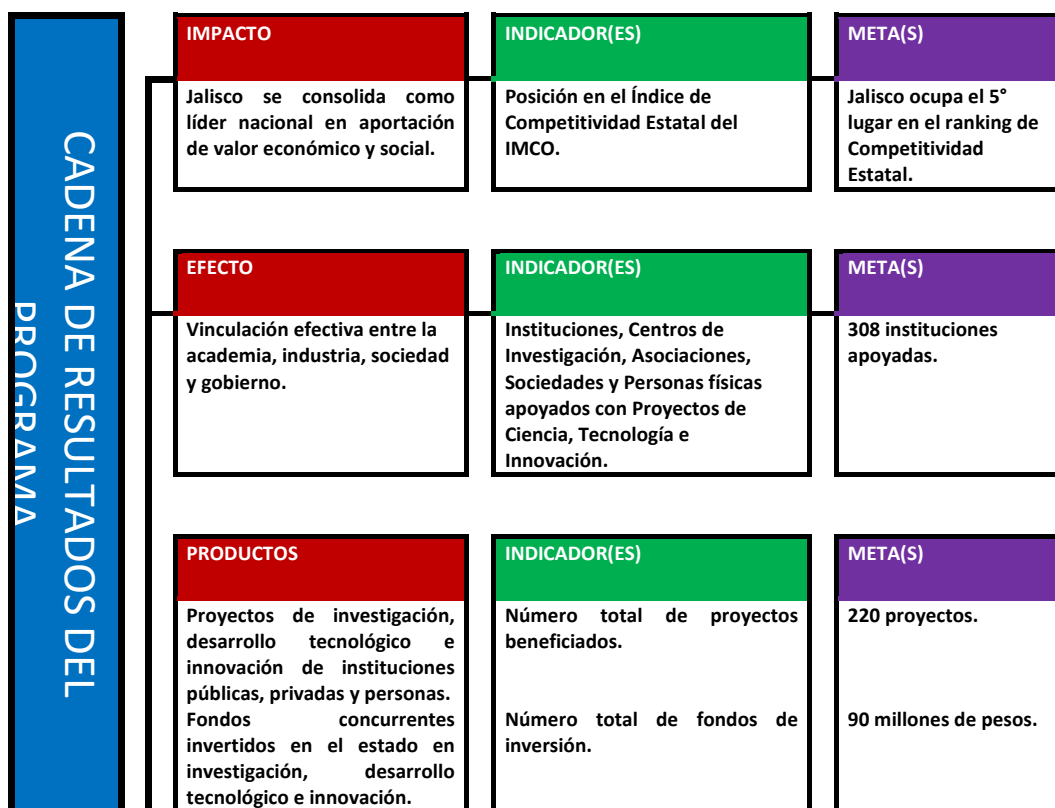 CADENA DE RESULTADOS DEL
PROGRAMA
IMPACTO
Jalisco se consolida como
líder nacional en aportación
de valor económico y social.
INDICADOR(ES)
Posición en el Índice de
Competitividad Estatal del
IMCO.
META(S)
Jalisco ocupa el 5°
lugar en el ranking de
Competitividad
Estatal.
EFECTO
Vinculación efectiva entre la
academia, industria, sociedad
y gobierno.
INDICADOR(ES)
Instituciones, Centros de
Investigación, Asociaciones,
Sociedades y Personas físicas
apoyados con Proyectos de
Ciencia, Tecnología e
Innovación.
META(S)
308 instituciones
apoyadas.
PRODUCTOS
Proyectos de investigación,
desarrollo tecnológico e
innovación de instituciones
públicas, privadas y personas.
Fondos concurrentes
invertidos en el estado en
investigación, desarrollo
tecnológico e innovación.
INDICADOR(ES)
Número total de proyectos
beneficiados.
Número total de fondos de
inversión.
META(S)
220 proyectos.
90 millones de pesos.